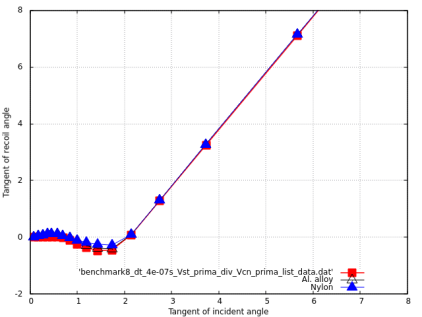 8
6
4
2
0
-2
0 1 2 3 4 5 6 7 8
Tangent of recoil angle
Tangent of incident angle
'benchmark8_dt_4e-07s_Vst_prima_div_Vcn_prima_list_data.dat'
Al. alloy
Nylon